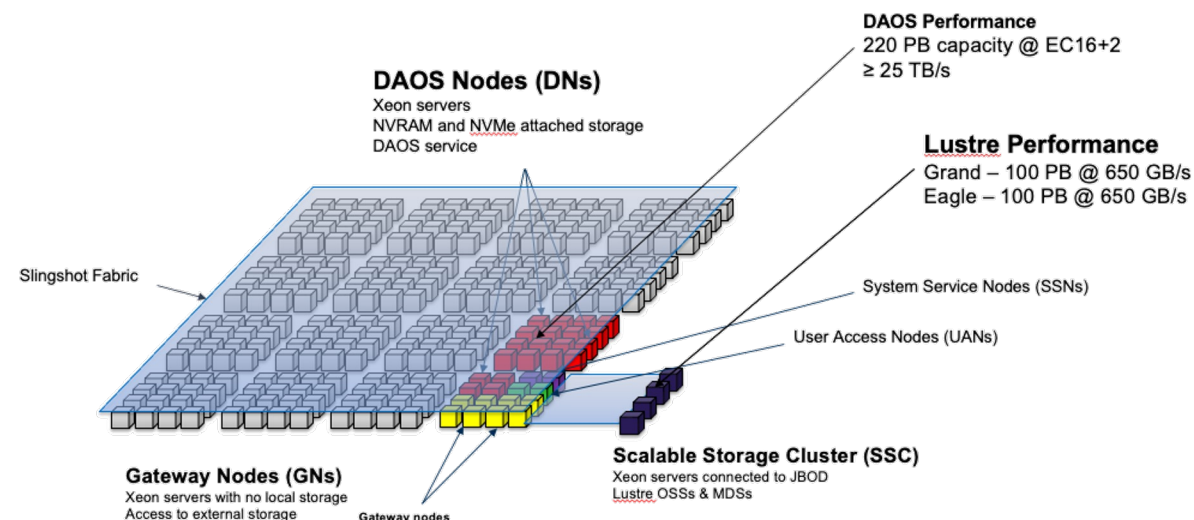 DAOS Performance
220 PB capacity @ EC16+2
≥ 25 TB/s
DAOS Nodes (DNs)
Xeon servers
NVRAM and NVMe attached storage
DAOS service
Lustre Performance
Grand – 100 PB @ 650 GB/s
Eagle – 100 PB @ 650 GB/s
Slingshot Fabric
System Service Nodes (SSNs)
User Access Nodes (UANs)
Scalable Storage Cluster (SSC)
Xeon servers connected to JBOD
Lustre OSSs & MDSs
Gateway Nodes (GNs)
Xeon servers with no local storage
Access to external storage
Gateway nodes